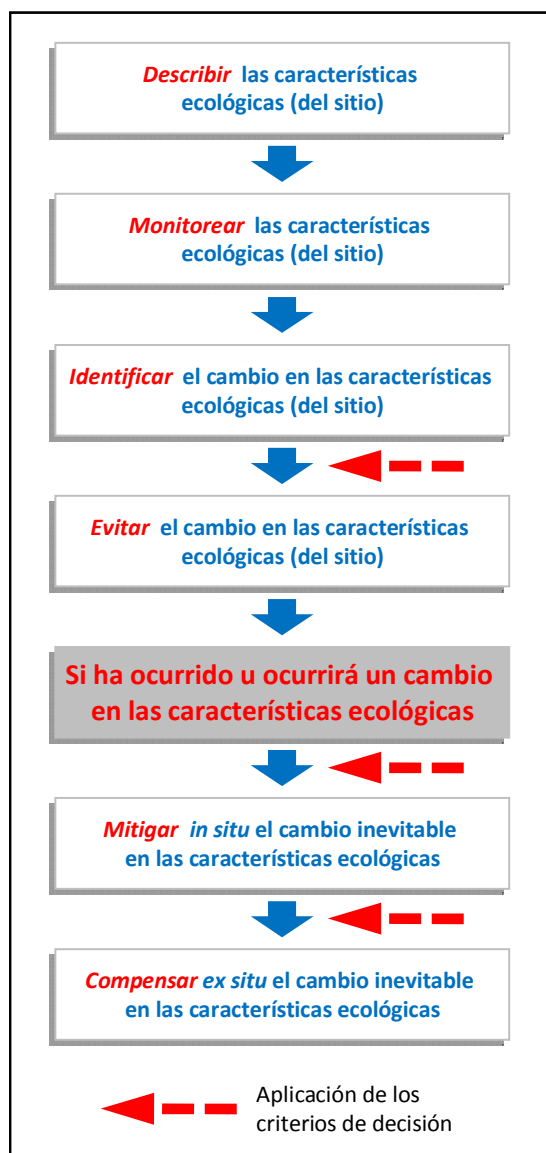 Describir las características
ecológicas (del sitio)
Monitorear las características
ecológicas (del sitio)
Identificar el cambio en las características
ecológicas (del sitio)
Evitar el cambio en las características
ecológicas (del sitio)
Si ha ocurrido u ocurrirá un cambio
en las características ecológicas
Mitigar in situ el cambio inevitable
en las características ecológicas
Compensar ex situ el cambio inevitable
en las características ecológicas
Aplicación de los
criterios de decisión